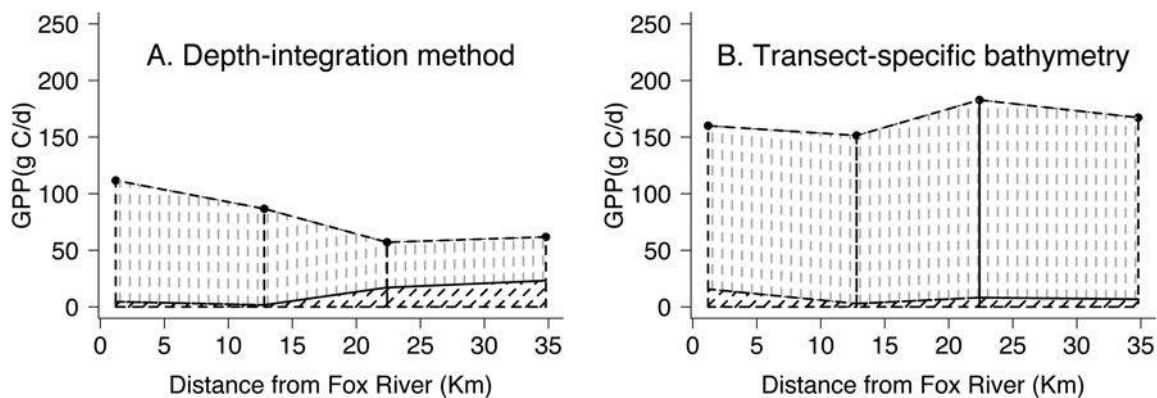 A. Depth-integration method
GPP(g C/d)
250
200
150
100
50
0
0 5 10 15 20 25 30 35
Distance from Fox River (Km)
B. Transect-specific bathymetry
GPP(g C/d)
250
200
150
100
50
0
0 5 10 15 20 25 30 35
Distance from Fox River (Km)